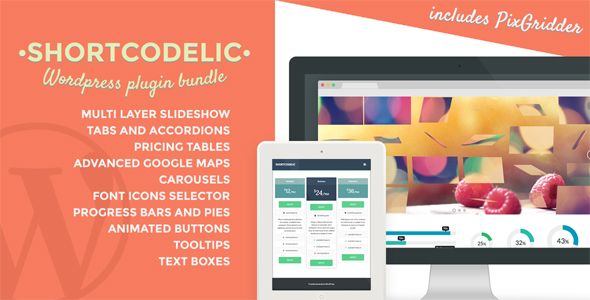 •SHORTCODELIC•
Wordpress plugin bundle
includes PixGridder
MULTI LAYER SLIDESHOW
TABS AND ACCORDIONS
PRICING TABLES
ADVANCED GOOGLE MAPS
CAROUSELS
FONT ICONS SELECTOR
PROGRESS BARS AND PIES
ANIMATED BUTTONS
TOOLTIPS
TEXT BOXES
SHORTCODELIC
25%
32%
43%